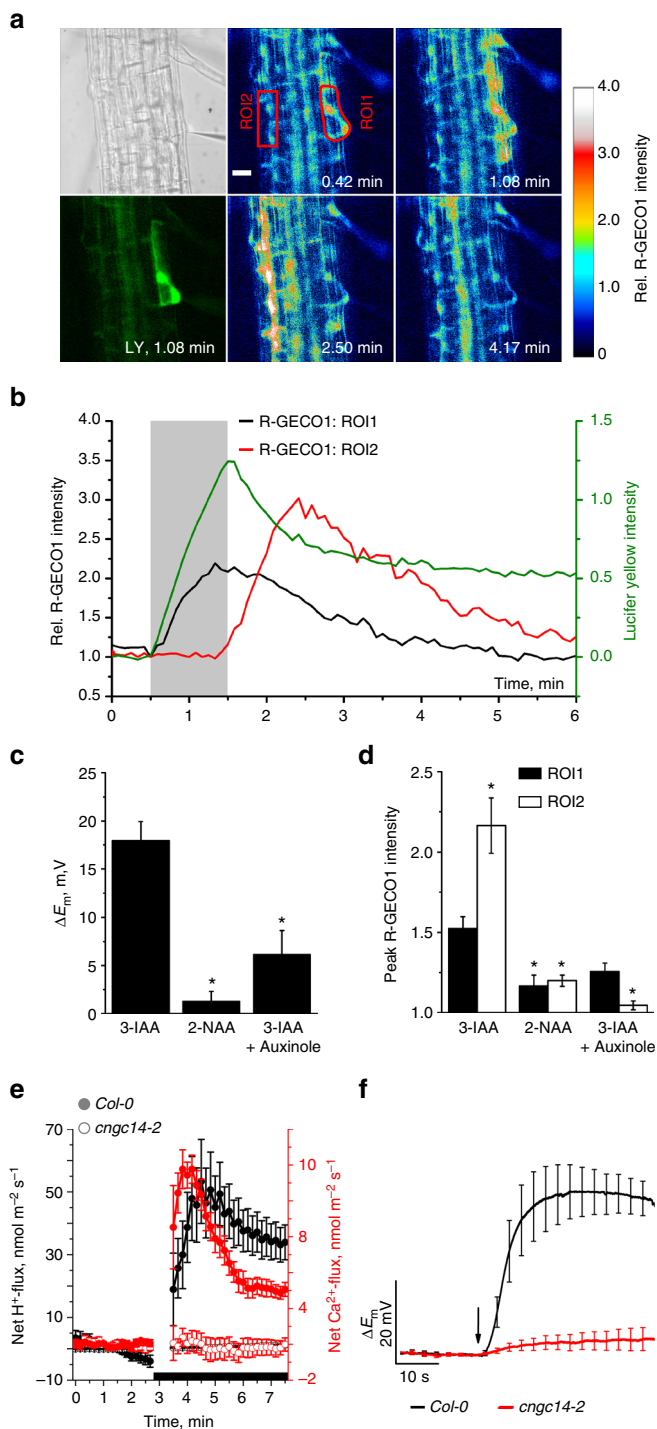 a
ROI2
ROI1
0.42 min
1.08 min
LY, 1.08 min
2.50 min
4.17 min
4.0
3.0
2.0
1.0
0
Rel. R-GECO1 intensity
b
4.0
3.5
3.0
2.5
2.0
1.5
1.0
0.5
Rel. R-GECO1 intensity
R-GECO1: ROI1
R-GECO1: ROI2
1.5
1.0
0.5
0.0
Lucifer yellow intensity
Time, min
0 1 2 3 4 5 6
c
25
20
15
10
5
0
ΔEm, m,V
*
*
3-IAA 2-NAA 3-IAA
+ Auxinole
d
2.5
2.0
1.5
1.0
Peak R-GECO1 intensity
ROI1
ROI2
*
* *
*
3-IAA 2-NAA 3-IAA
+ Auxinole
e
Col-0
cngc14-2
70
50
30
10
−10
Net H⁺-flux, nmol m⁻² s⁻¹
10
8
4
1
−2
Net Ca²⁺-flux, nmol m⁻² s⁻¹
0 1 2 3 4 5 6 7
Time, min
f
ΔEm
20 mV
10 s
Col-0 cngc14-2